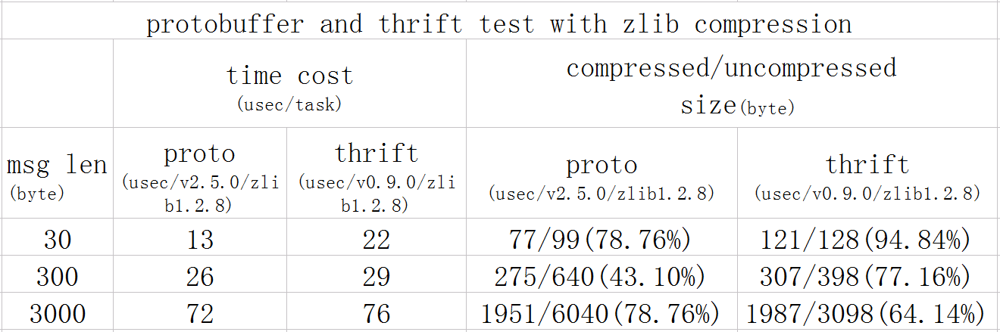 protobuffer and thrift test with zlib compression
time cost
(usec/task)
compressed/uncompressed
size(byte)
msg len
(byte)
proto
(usec/v2.5.0/zli
b1.2.8)
thrift
(usec/v0.9.0/zli
b1.2.8)
proto
(usec/v2.5.0/zlib1.2.8)
thrift
(usec/v0.9.0/zlib1.2.8)
30 13 22 77/99(78.76%) 121/128(94.84%)
300 26 29 275/640(43.10%) 307/398(77.16%)
3000 72 76 1951/6040(78.76%) 1987/3098(64.14%)